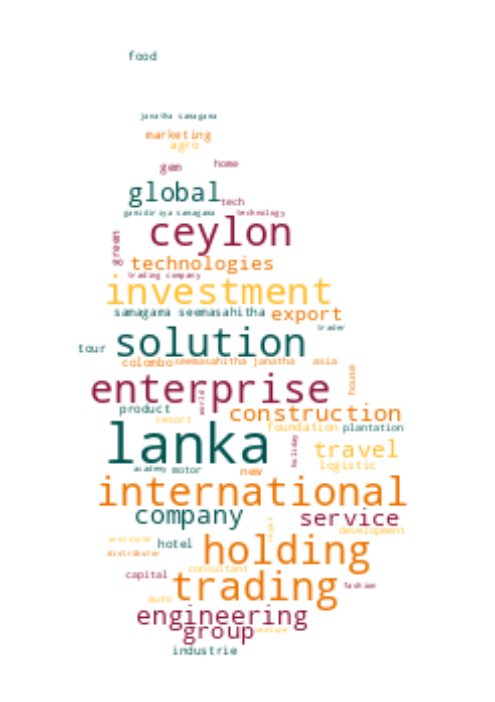 food
janatha samagama
marketing
agro
gem
home
global
tech
gamidiriya samagama
technology
ceylon
green
technologies
trading company
investment
samagama seemasahitha
export
trader
solution
tour
colombo
seemasahitha janatha
asia
enterprise
house
world
product
construction
resort
foundation
plantation
lanka
holiday
travel
logistic
academy
motor
new
international
company
service
royal
development
institute
hotel
distributor
holding
consultant
capital
trading
fashion
auto
engineering
group
venture
industrie